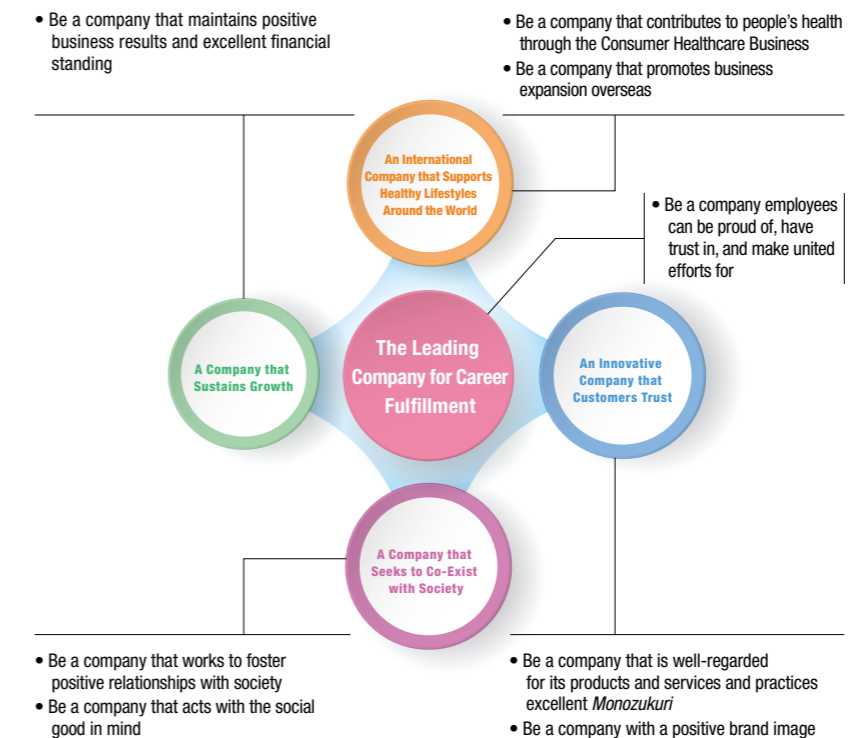 • Be a company that maintains positive
business results and excellent financial
standing
• Be a company that contributes to people’s health
through the Consumer Healthcare Business
• Be a company that promotes business
expansion overseas
An International
Company that Supports
Healthy Lifestyles
Around the World
• Be a company employees
can be proud of, have
trust in, and make united
efforts for
A Company that
Sustains Growth
The Leading
Company for Career
Fulfillment
An Innovative
Company that
Customers Trust
A Company that
Seeks to Co-Exist
with Society
• Be a company that works to foster
positive relationships with society
• Be a company that acts with the social
good in mind
• Be a company that is well-regarded
for its products and services and practices
excellent Monozukuri
• Be a company with a positive brand image